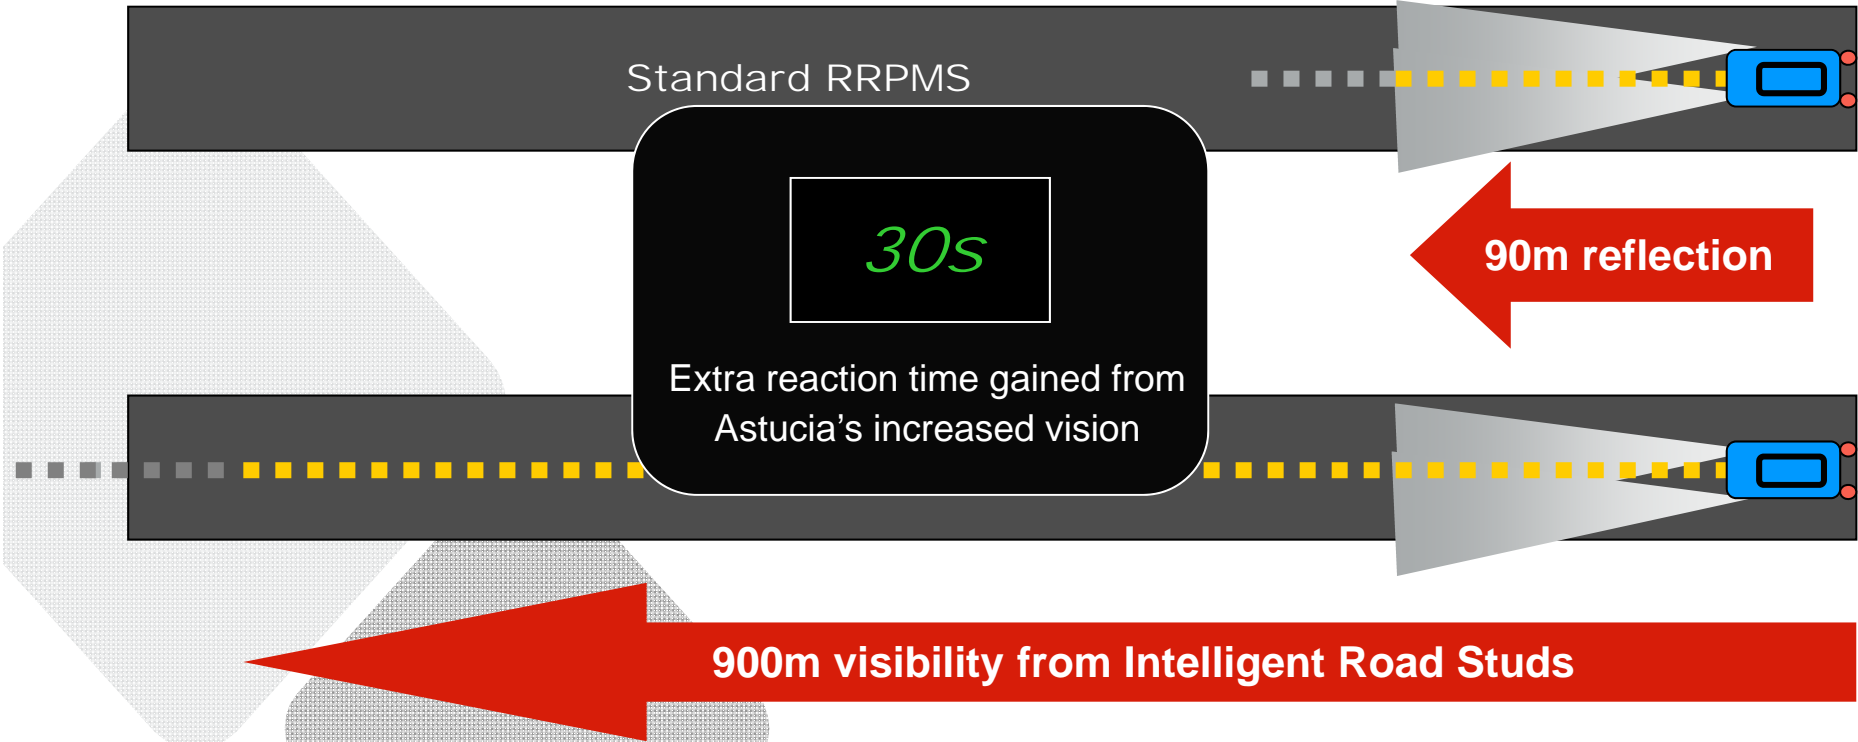 Standard RRPMS
30s
Extra reaction time gained from
Astucia’s increased vision
90m reflection
900m visibility from Intelligent Road Studs